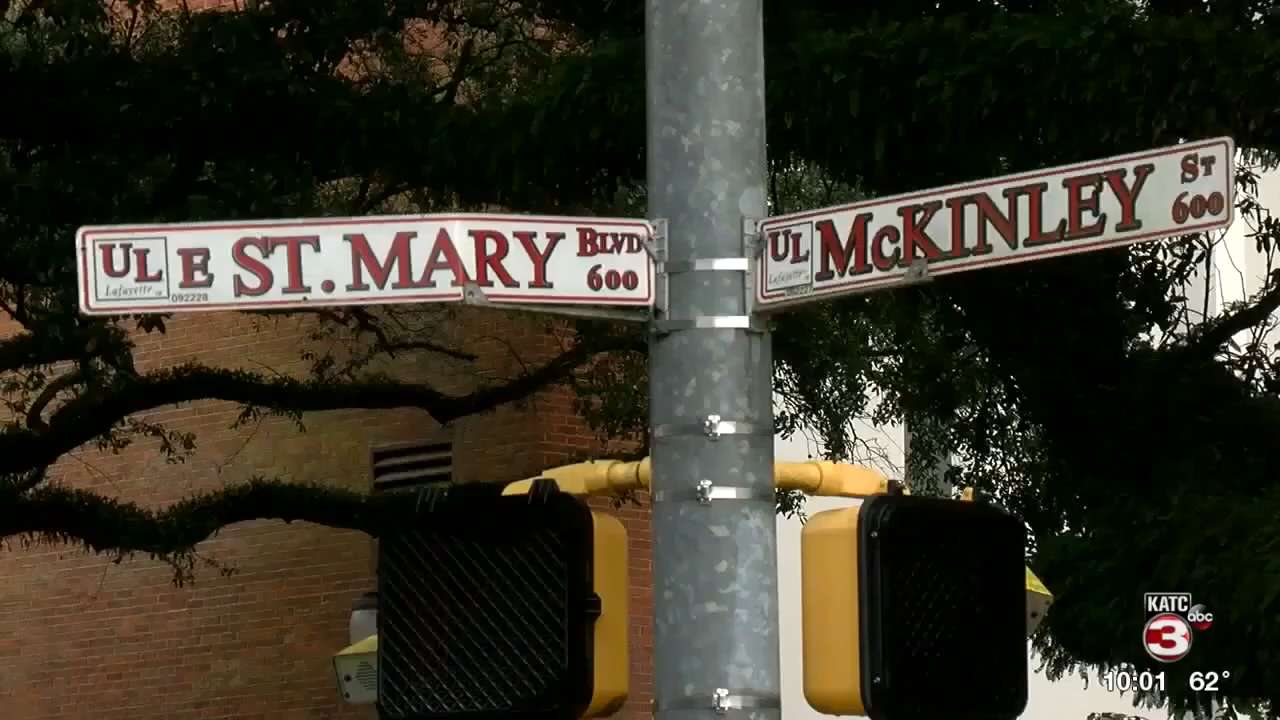 UL E ST. MARY BLVD
Lafayette 092228 600
UL McKINLEY ST
Lafayette 600
KATC
3 abc
10:01 62°